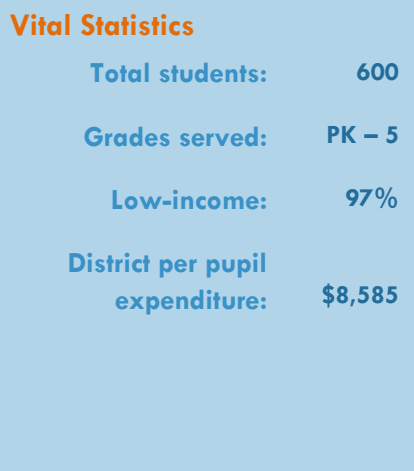 Vital Statistics
Total students: 600
Grades served: PK – 5
Low-income: 97%
District per pupil
expenditure: $8,585